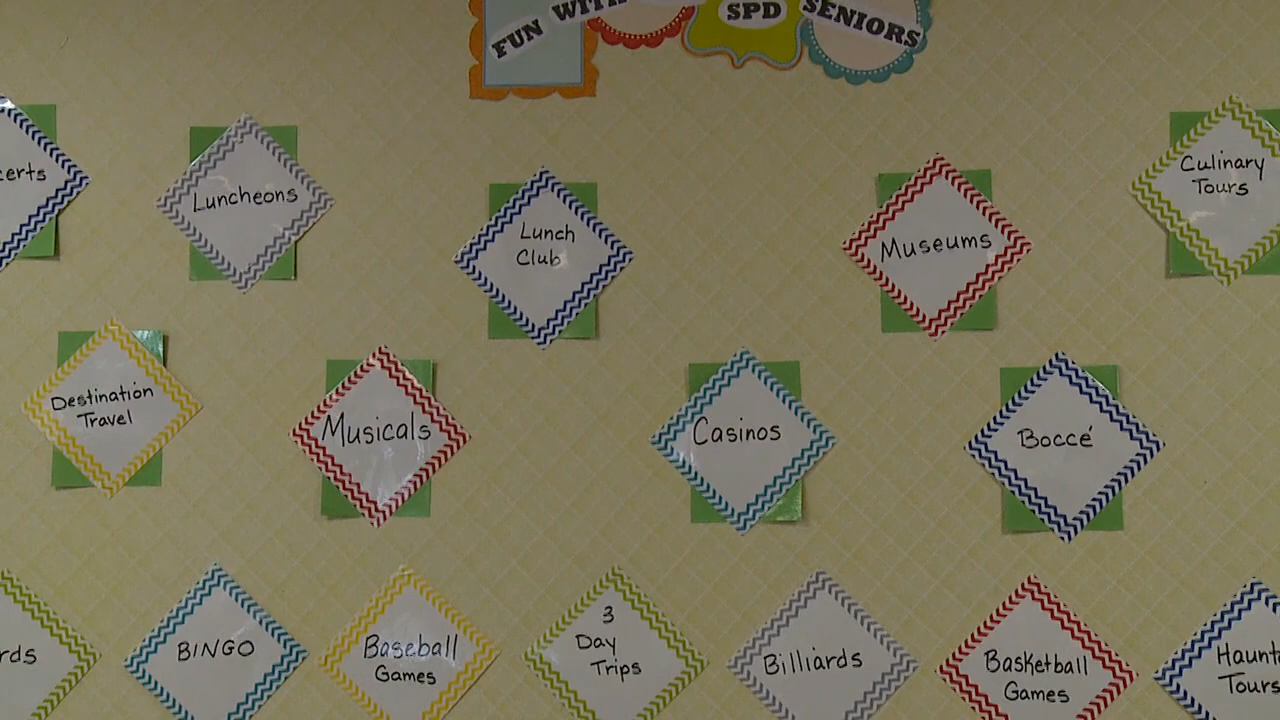 FUN WITH SPD SENIORS
Luncheons
Lunch
Club
Museums
Culinary
Tours
Destination
Travel
Musicals
Casinos
Boccé
BINGO
Baseball
Games
3
Day
Trips
Billiards
Basketball
Games
Tours